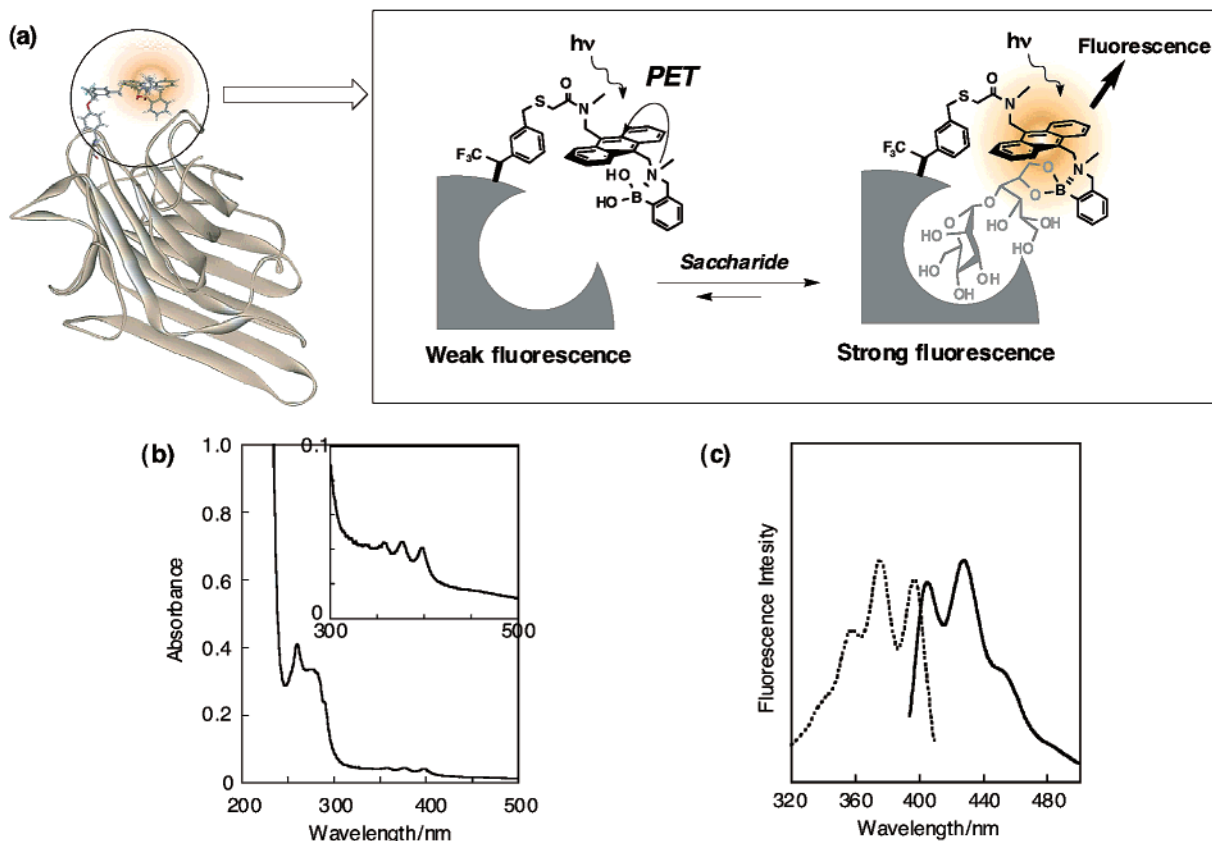 (a)
hν
PET
O
S
N
F₃C
HO
N
B
HO
Weak fluorescence
Saccharide
hν
Fluorescence
O
S
N
F₃C
O
N
B
O
O
O
HO
HO
OH
HO
HO
HO
OH
OH
Strong fluorescence
(b)
1.0
0.8
0.6
0.4
0.2
0
Absorbance
200
300
400
500
Wavelength/nm
0.1
0
300
500
(c)
Fluorescence Intesity
320
360
400
440
480
Wavelength/nm